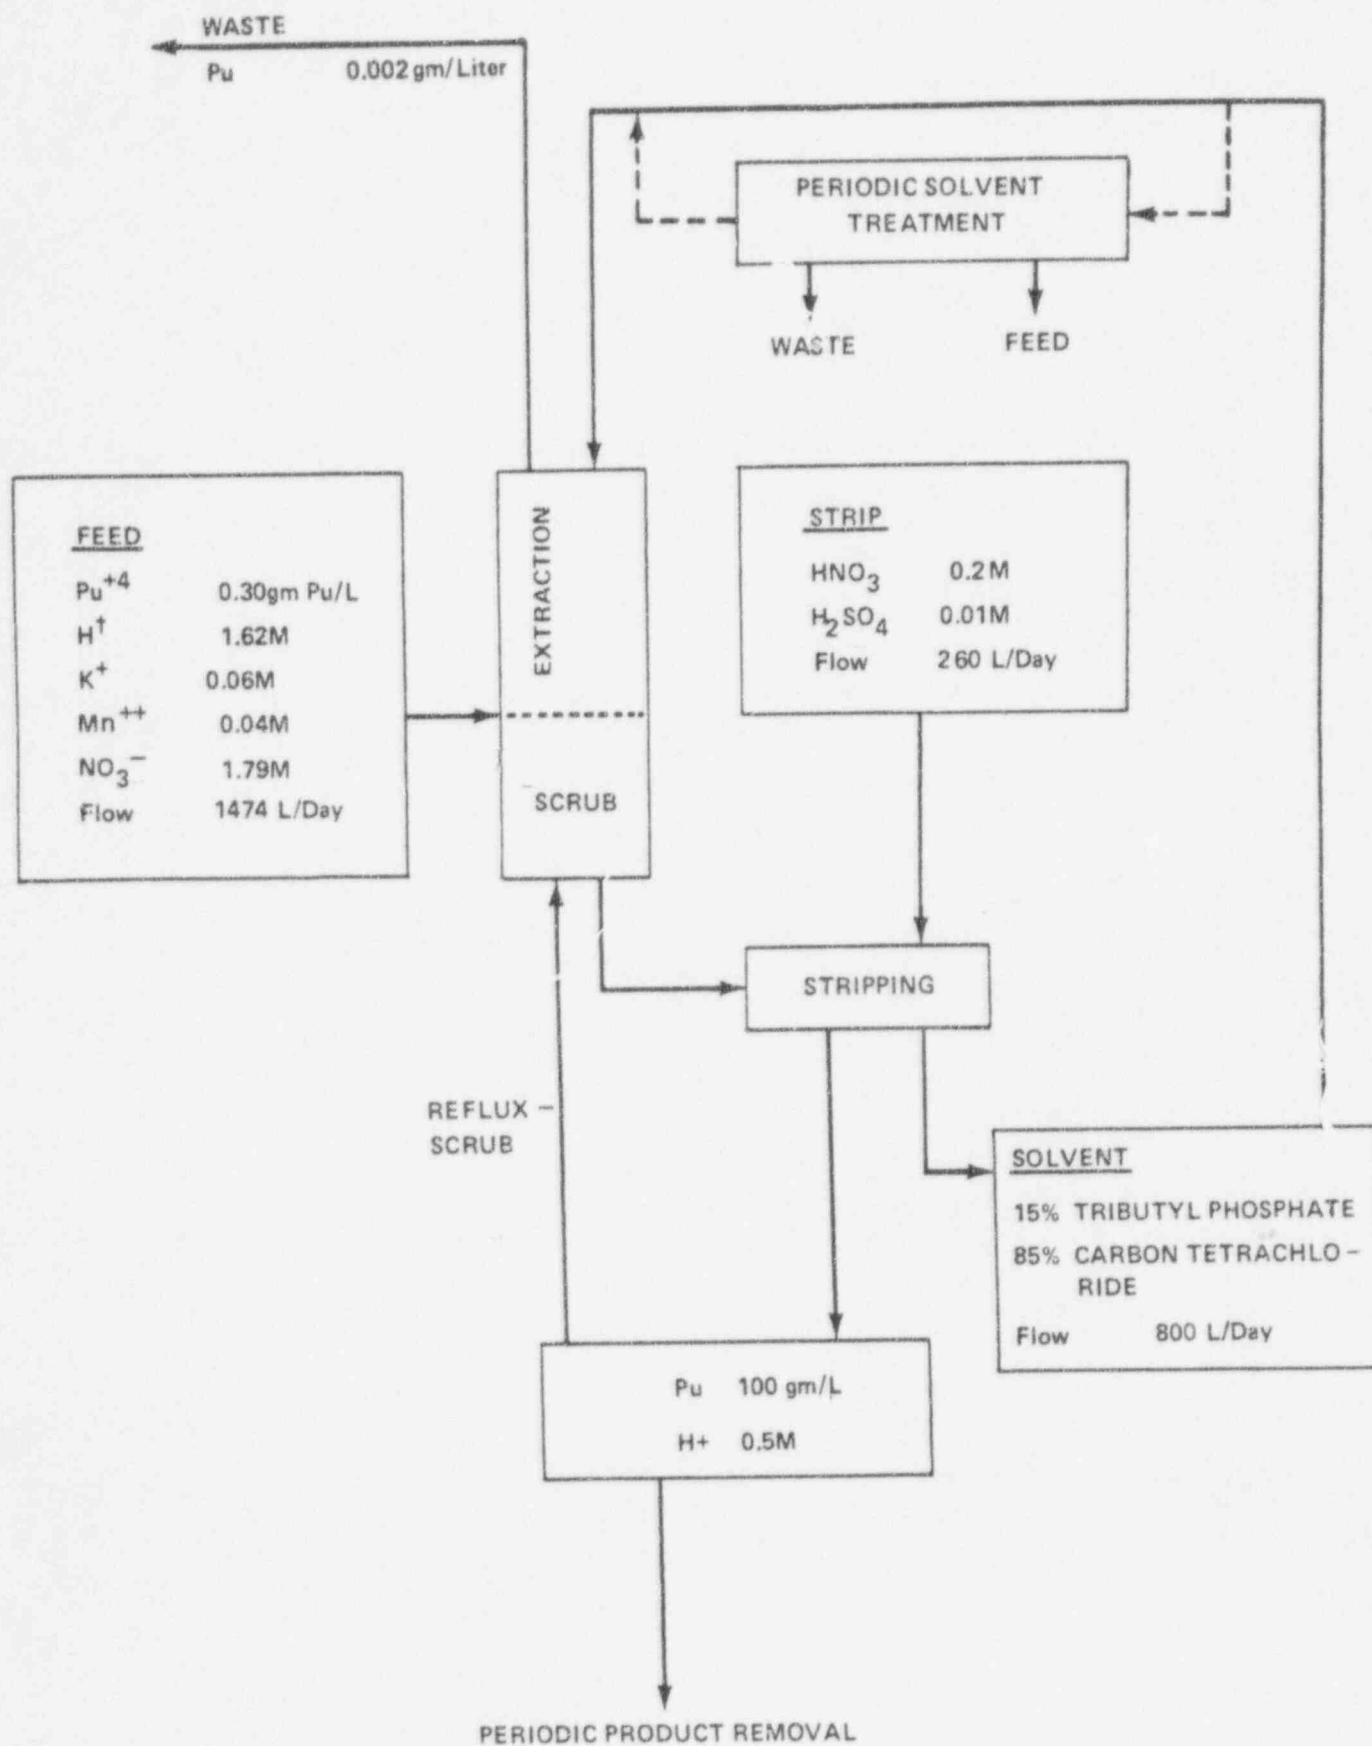 WASTE
Pu 0.002 gm/Liter
PERIODIC SOLVENT
TREATMENT
WASTE FEED
FEED
Pu+4 0.30gm Pu/L
H† 1.62M
K+ 0.06M
Mn++ 0.04M
NO3− 1.79M
Flow 1474 L/Day
EXTRACTION
SCRUB
STRIP
HNO3 0.2M
H2SO4 0.01M
Flow 260 L/Day
STRIPPING
REFLUX –
SCRUB
SOLVENT
15% TRIBUTYL PHOSPHATE
85% CARBON TETRACHLO –
RIDE
Flow 800 L/Day
Pu 100 gm/L
H+ 0.5M
PERIODIC PRODUCT REMOVAL